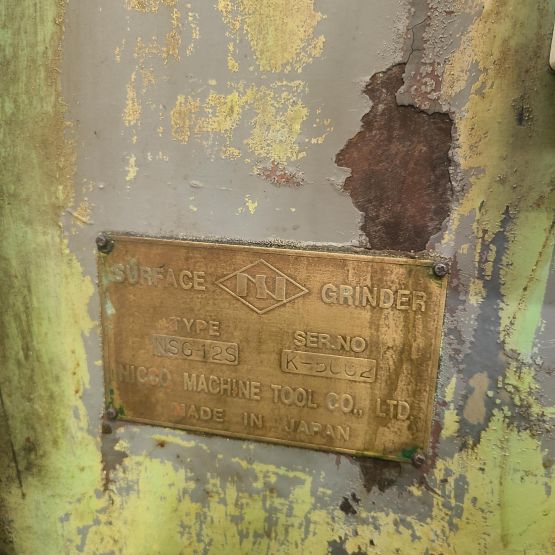 SURFACE GRINDER
TYPE SER.NO
NSG-12S
NICCO MACHINE TOOL CO., LTD.
MADE IN JAPAN